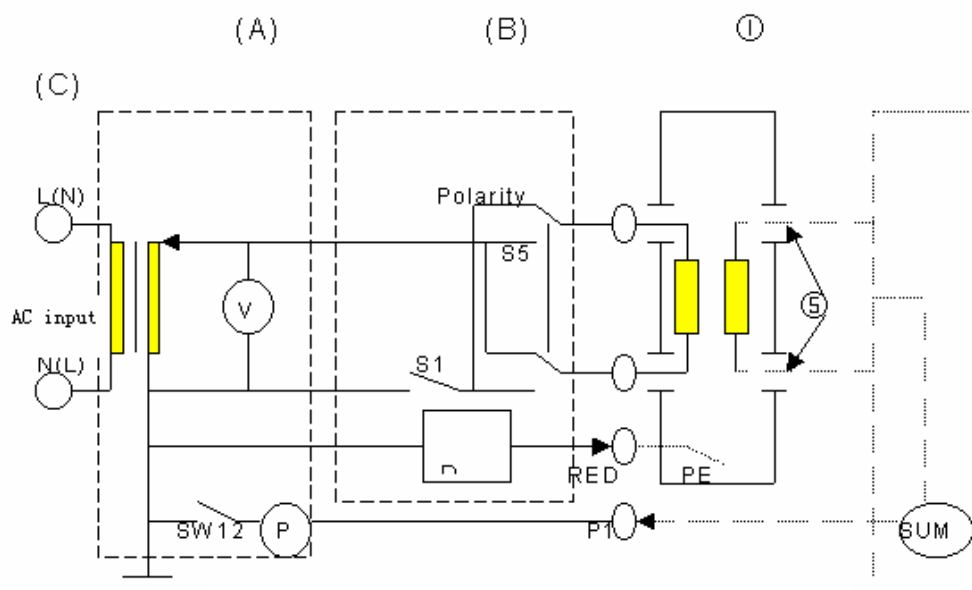 (A)
(B)
①
(C)
L(N)
Polarity
S5
V
AC input
⑤
N(L)
S1
RED
PE
SW12
P
P1
SUM